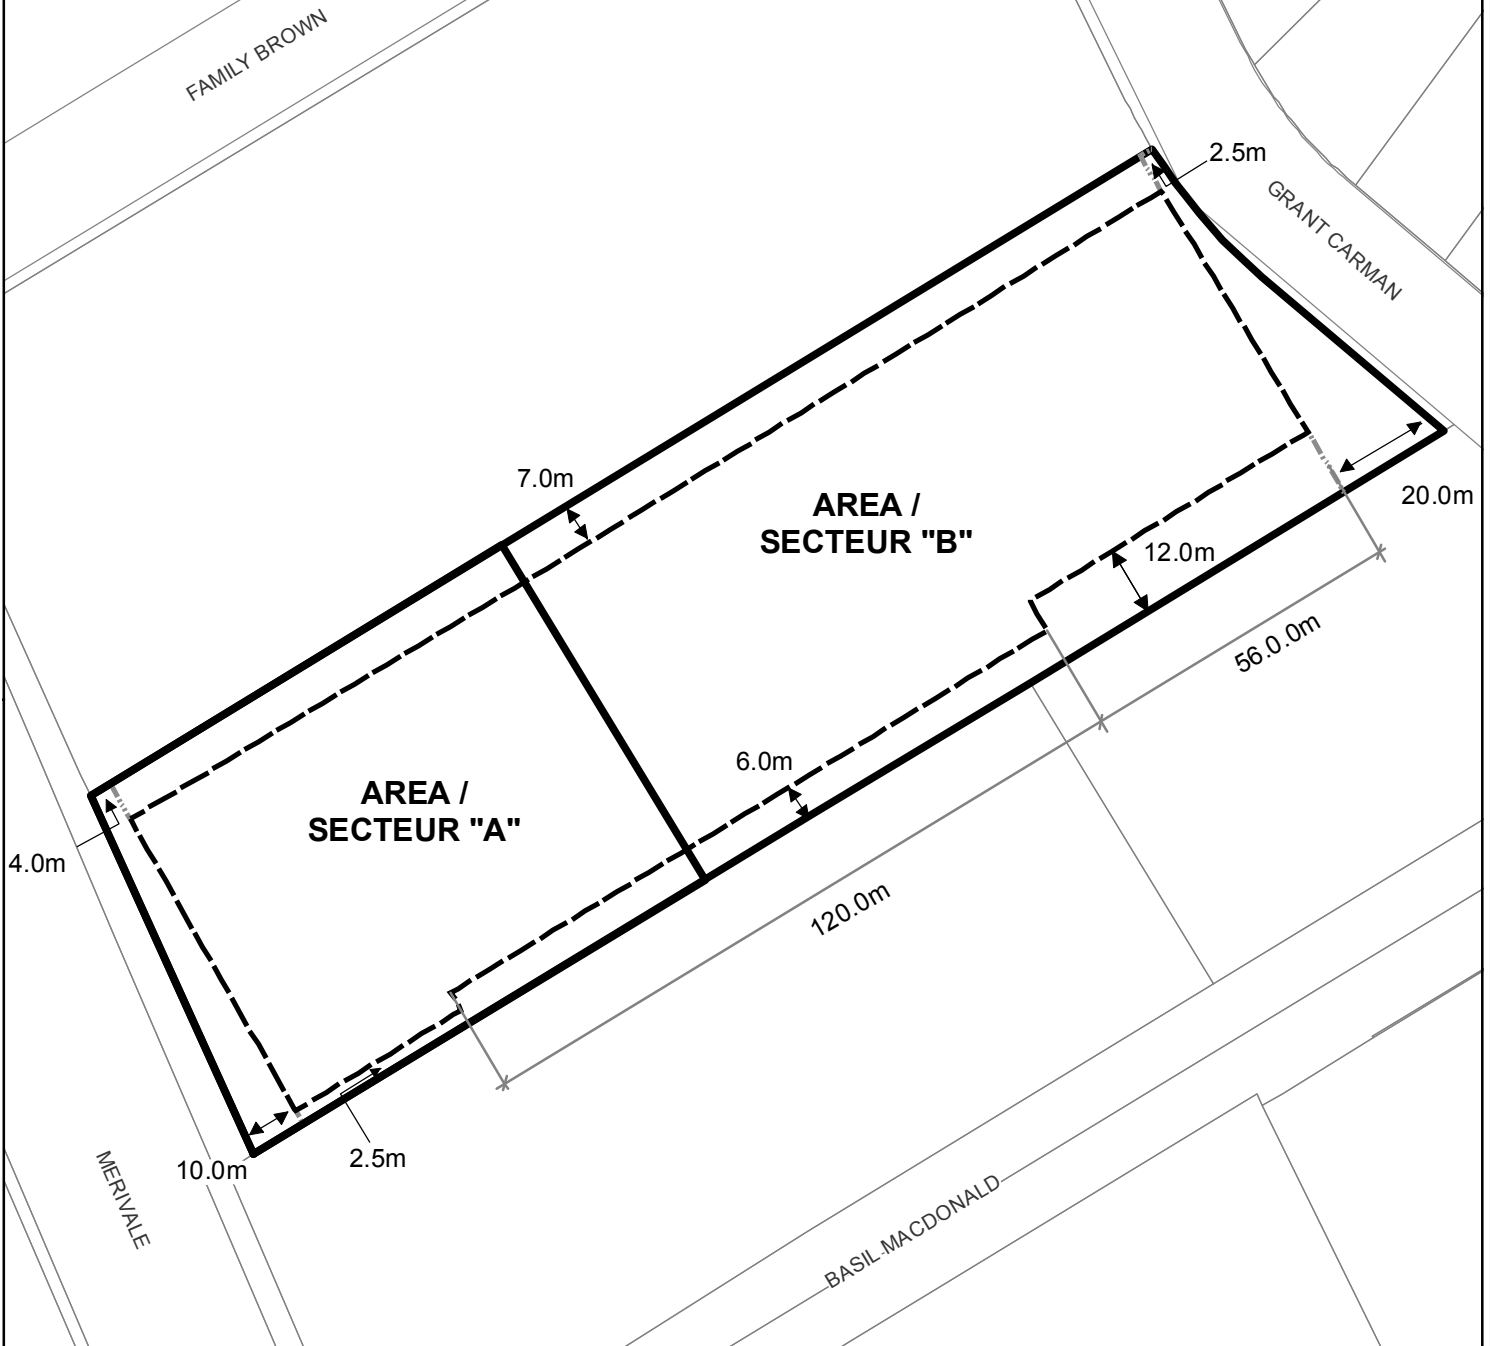 FAMILY BROWN
2.5m
GRANT CARMAN
7.0m
AREA /
SECTEUR "B"
20.0m
12.0m
56.0.0m
6.0m
AREA /
SECTEUR "A"
4.0m
120.0m
2.5m
10.0m
MERIVALE
BASIL MACDONALD